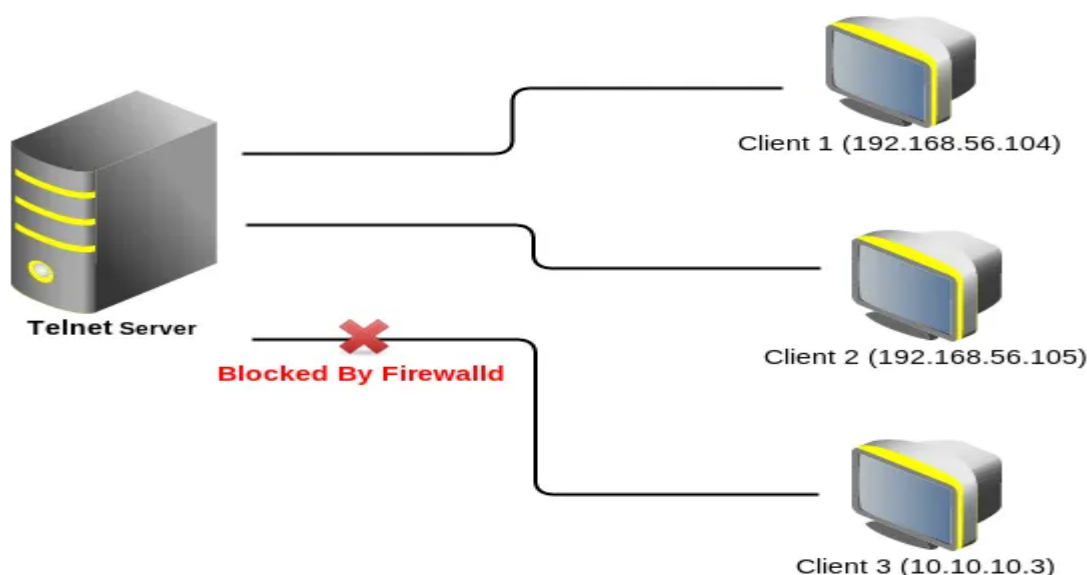 Client 1 (192.168.56.104)
Telnet Server
Client 2 (192.168.56.105)
Blocked By Firewalld
Client 3 (10.10.10.3)